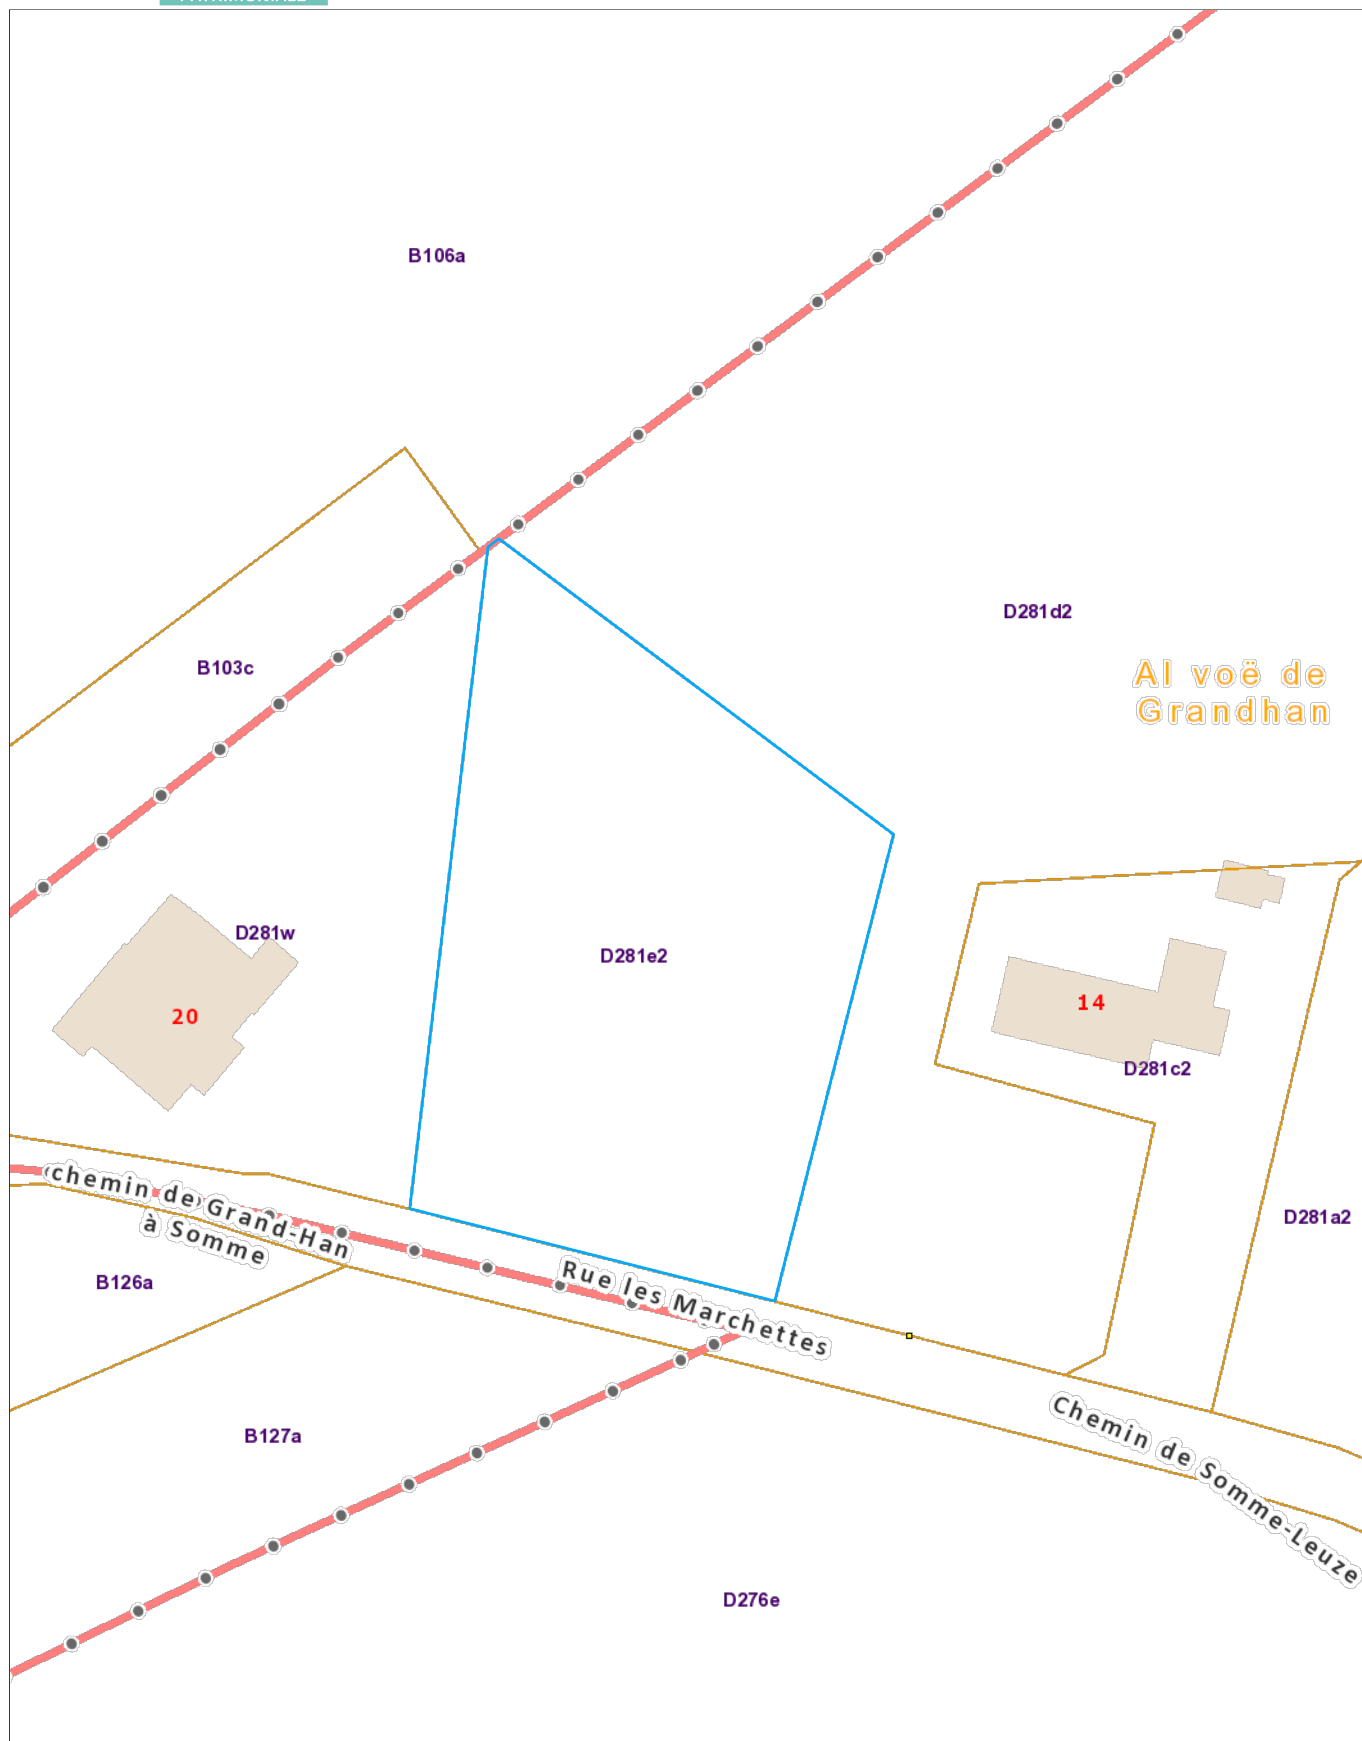 B106a
D281d2
B103c
Al voë de
Grandhan
D281w
D281e2
20
14
D281c2
chemin de Grand-Han
à Somme
D281a2
B126a
Rue les Marchettes
Chemin de Somme-Leuze
B127a
D276e